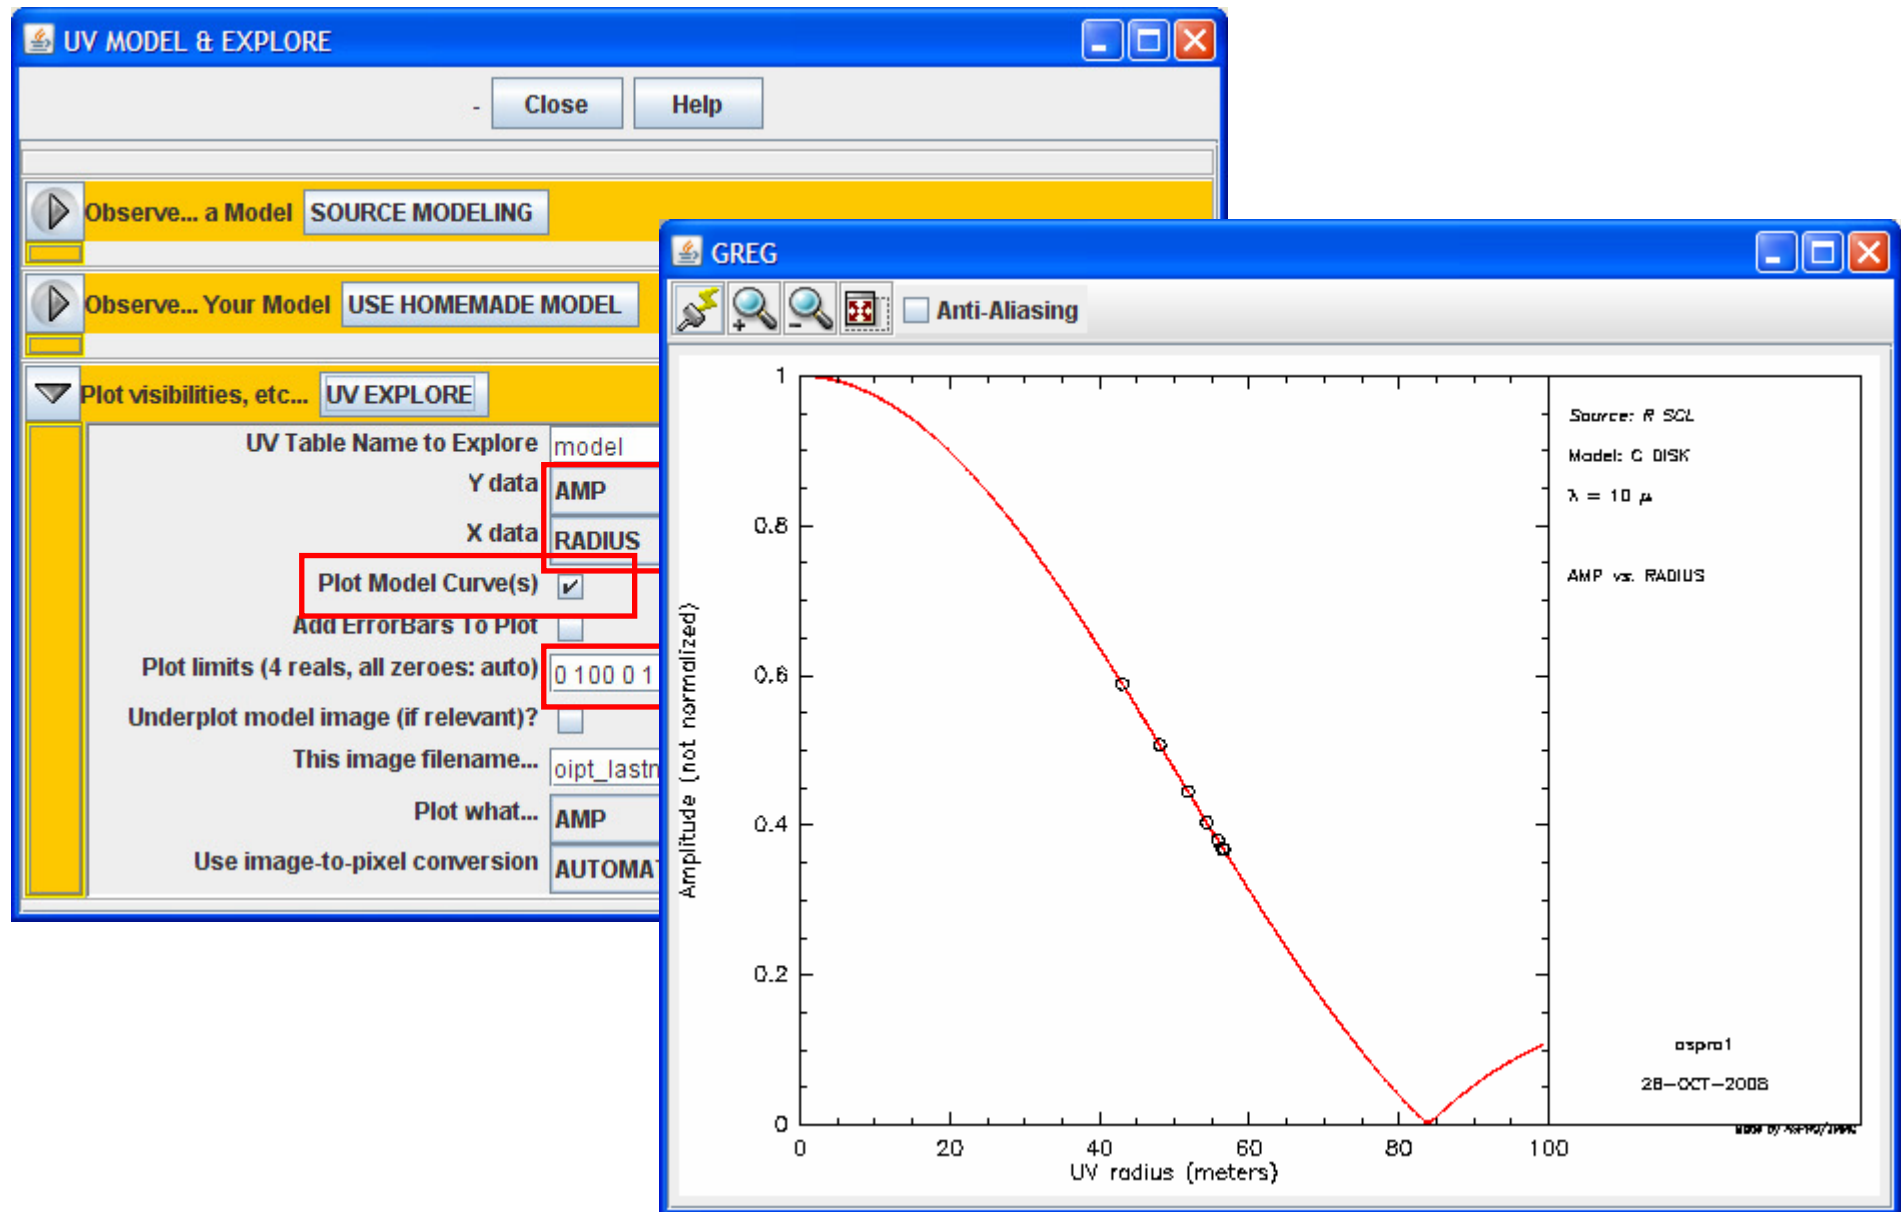 UV MODEL & EXPLORE
- Close Help
Observe... a Model SOURCE MODELING
Observe... Your Model USE HOMEMADE MODEL
Plot visibilities, etc... UV EXPLORE
UV Table Name to Explore model
Y data AMP
X data RADIUS
Plot Model Curve(s)
Add ErrorBars To Plot
Plot limits (4 reals, all zeroes: auto) 0 100 0 1
Underplot model image (if relevant)?
This image filename... oipt_lastm
Plot what... AMP
Use image-to-pixel conversion AUTOMAT
GREG
Anti-Aliasing
1
0.8
0.6
0.4
0.2
0
Amplitude (not normalized)
0 20 40 60 80 100
UV radius (meters)
Source: R SCL
Model: C DISK
λ = 10 μ
AMP vs. RADIUS
aspro1
28-OCT-2008